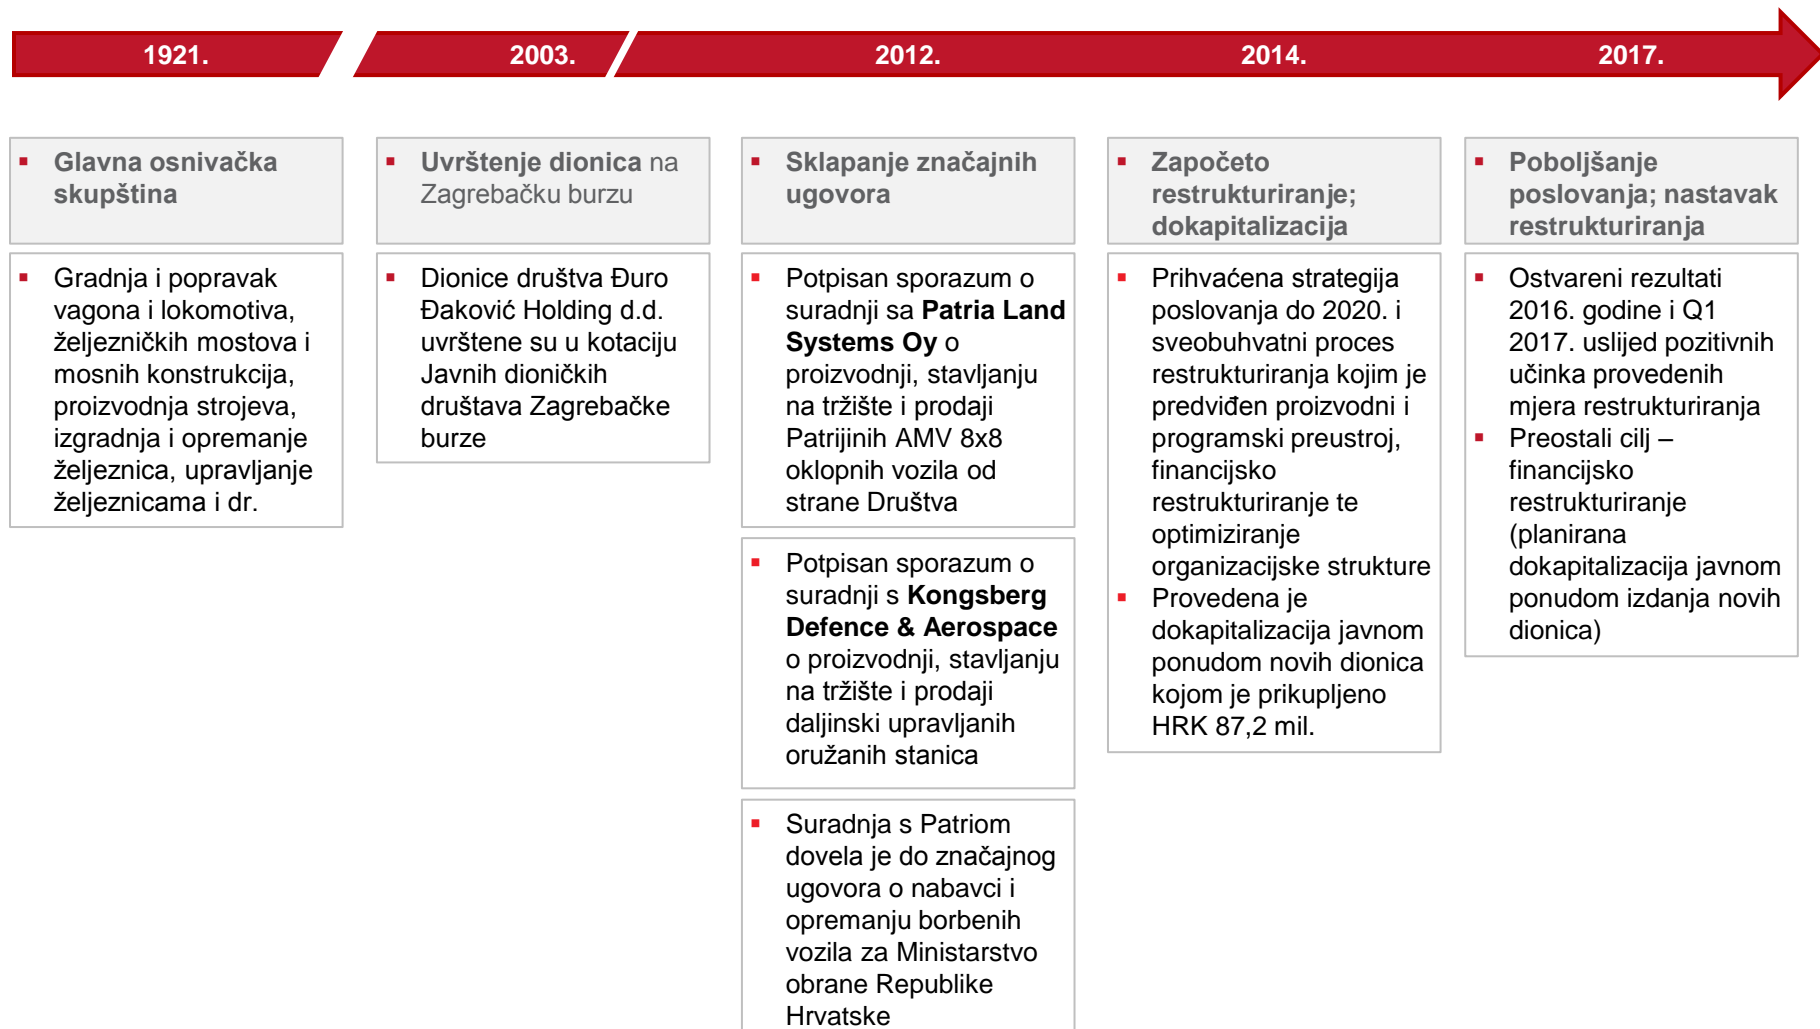 1921.
2003.
2012.
2014.
2017.
▪ Glavna osnivačka
skupština
▪ Gradnja i popravak
vagona i lokomotiva,
željezničkih mostova i
mosnih konstrukcija,
proizvodnja strojeva,
izgradnja i opremanje
željeznica, upravljanje
željeznicama i dr.
▪ Uvrštenje dionica na
Zagrebačku burzu
▪ Dionice društva Đuro
Đaković Holding d.d.
uvrštene su u kotaciju
Javnih dioničkih
društava Zagrebačke
burze
▪ Sklapanje značajnih
ugovora
▪ Potpisan sporazum o
suradnji sa Patria Land
Systems Oy o
proizvodnji, stavljanju
na tržište i prodaji
Patrijinih AMV 8x8
oklopnih vozila od
strane Društva
▪ Potpisan sporazum o
suradnji s Kongsberg
Defence & Aerospace
o proizvodnji, stavljanju
na tržište i prodaji
daljinski upravljanih
oružanih stanica
▪ Suradnja s Patriom
dovela je do značajnog
ugovora o nabavci i
opremanju borbenih
vozila za Ministarstvo
obrane Republike
Hrvatske
▪ Započeto
restrukturiranje;
dokapitalizacija
▪ Prihvaćena strategija
poslovanja do 2020. i
sveobuhvatni proces
restrukturiranja kojim je
predviđen proizvodni i
programski preustroj,
financijsko
restrukturiranje te
optimiziranje
organizacijske strukture
▪ Provedena je
dokapitalizacija javnom
ponudom novih dionica
kojom je prikupljeno
HRK 87,2 mil.
▪ Poboljšanje
poslovanja; nastavak
restrukturiranja
▪ Ostvareni rezultati
2016. godine i Q1
2017. uslijed pozitivnih
učinka provedenih
mjera restrukturiranja
▪ Preostali cilj –
financijsko
restrukturiranje
(planirana
dokapitalizacija javnom
ponudom izdanja novih
dionica)